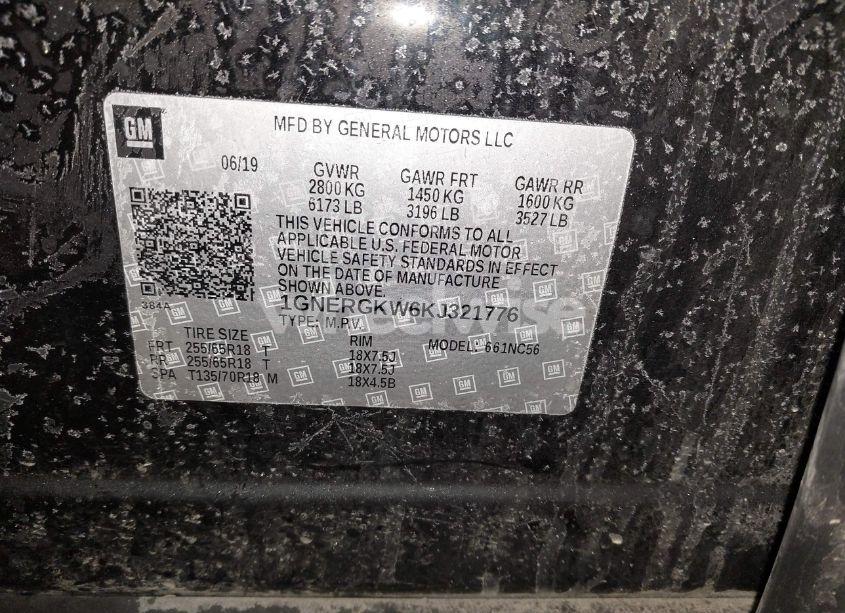 GM
MFD BY GENERAL MOTORS LLC
06/19 GVWR GAWR FRT GAWR RR
2800 KG 1450 KG 1600 KG
6173 LB 3196 LB 3527 LB
THIS VEHICLE CONFORMS TO ALL
APPLICABLE U.S. FEDERAL MOTOR
VEHICLE SAFETY STANDARDS IN EFFECT
ON THE DATE OF MANUFACTURE
SHOWN ABOVE
384A 1GNERGKW6KJ321776
TYPE: M.P.V.
TIRE SIZE RIM MODEL: 661NC56
FRT 255/65R18 T 18X7.5J
RR 255/65R18 T 18X7.5J
SPA T135/70R18 M 18X4.5B